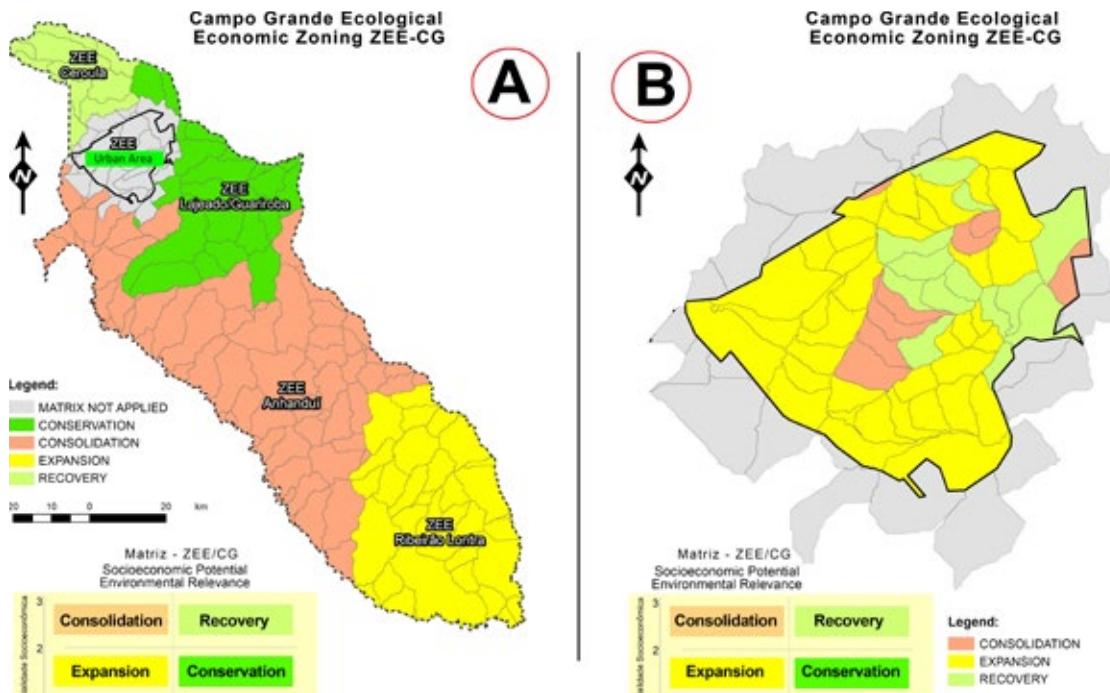 Campo Grande Ecological
Economic Zoning ZEE-CG
A
ZEE
Ceroula
ZEE
Urban Area
ZEE
Lajeado/Guariroba
ZEE
Anhanduí
ZEE
Ribeirão Lontra
N
Legend:
MATRIX NOT APPLIED
CONSERVATION
CONSOLIDATION
EXPANSION
RECOVERY
20 10 0 20 km
Matriz - ZEE/CG
Socioeconomic Potential
Environmental Relevance
3
2
Consolidation Recovery
Expansion Conservation
Campo Grande Ecological
Economic Zoning ZEE-CG
B
N
Matriz - ZEE/CG
Socioeconomic Potential
Environmental Relevance
3
2
Consolidation Recovery
Expansion Conservation
Legend:
CONSOLIDATION
EXPANSION
RECOVERY